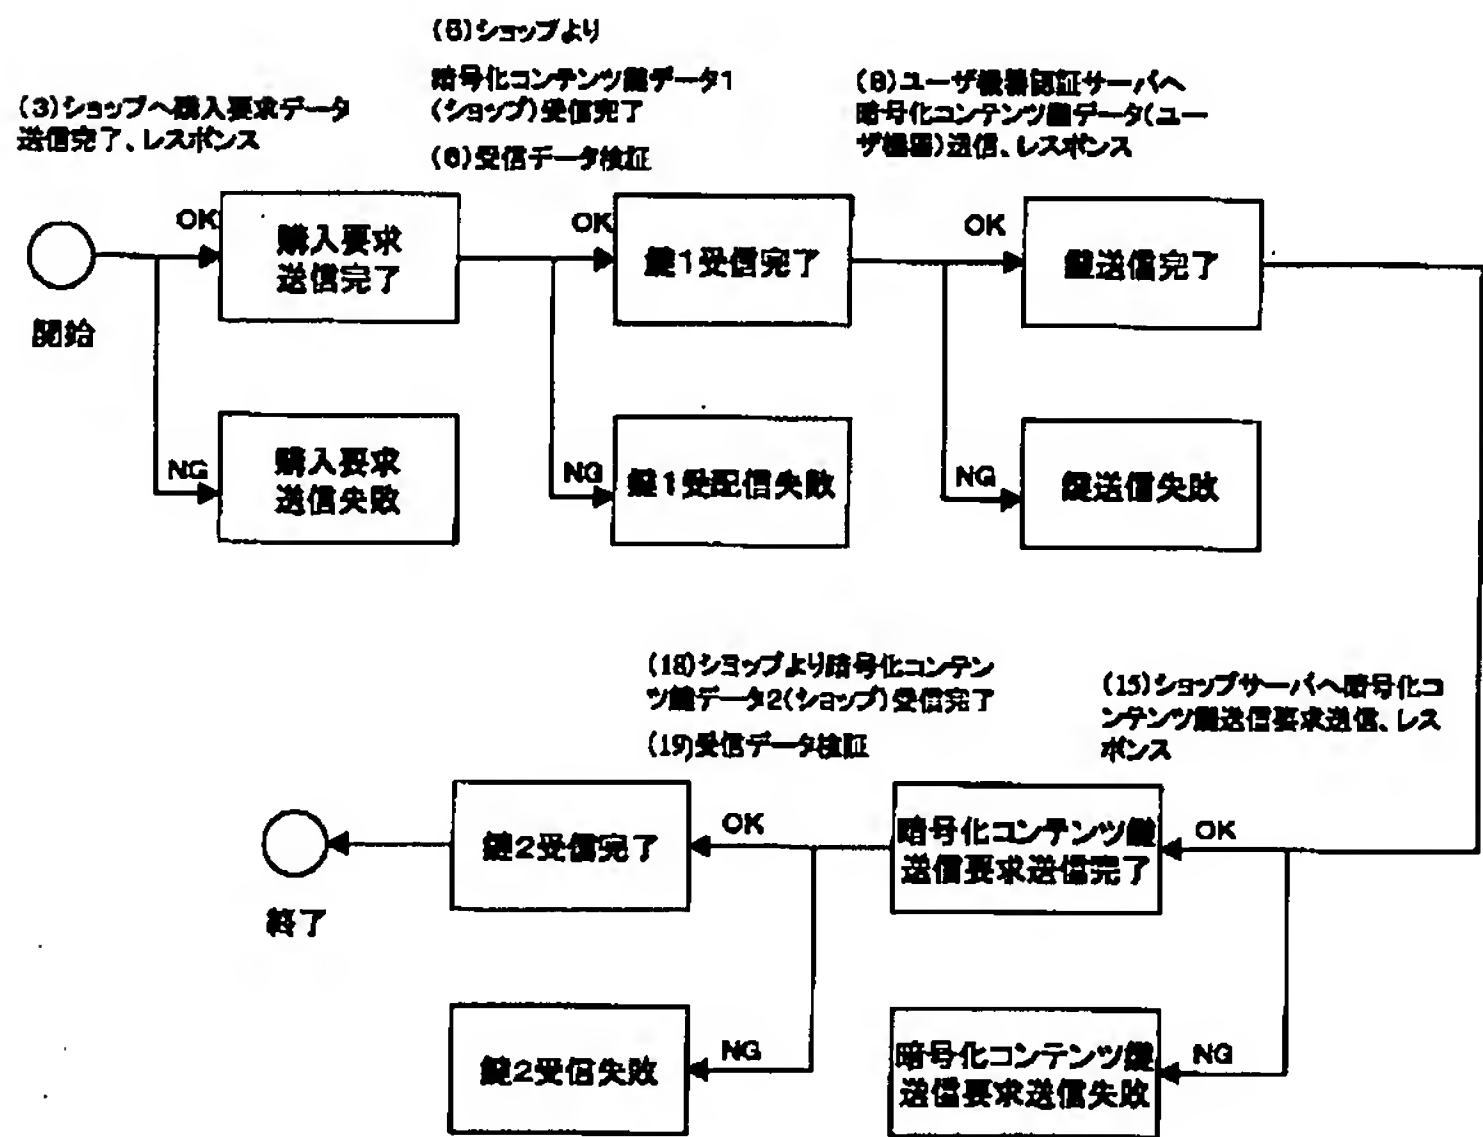 (5)ショップより
暗号化コンテンツ鍵データ1
(ショップ)受信完了
(6)受信データ検証
(3)ショップへ購入要求データ
送信完了、レスポンス
(8)ユーザ機器認証サーバへ
暗号化コンテンツ鍵データ(ユー
ザ機器)送信、レスポンス
OK
購入要求
送信完了
OK
鍵1受信完了
OK
鍵送信完了
開始
NG
購入要求
送信失敗
NG
鍵1受配信失敗
NG
鍵送信失敗
(18)ショップより暗号化コンテン
ツ鍵データ2(ショップ)受信完了
(19)受信データ検証
(15)ショップサーバへ暗号化コ
ンテンツ鍵送信要求送信、レス
ポンス
鍵2受信完了
OK
暗号化コンテンツ鍵
送信要求送信完了
OK
終了
鍵2受信失敗
NG
暗号化コンテンツ鍵
送信要求送信失敗
NG